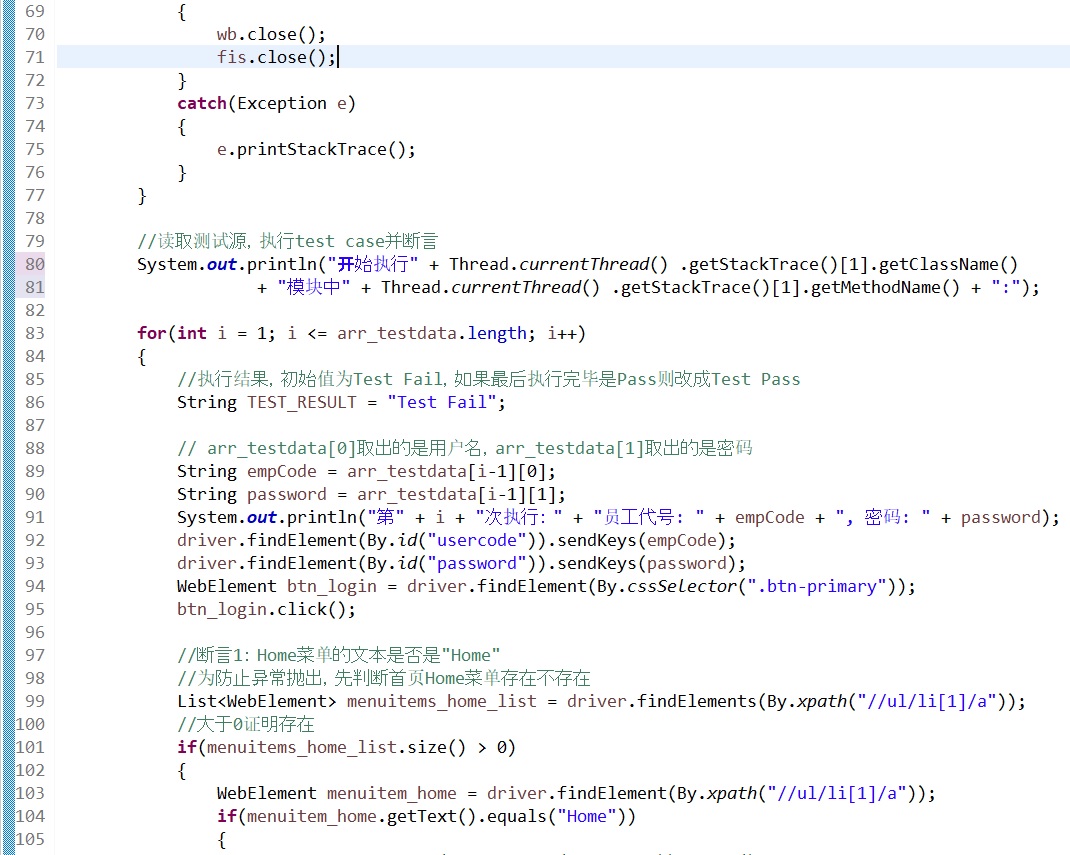 69 {
70 wb.close();
71 fis.close();
72 }
73 catch(Exception e)
74 {
75 e.printStackTrace();
76 }
77 }
78
79 //读取测试源, 执行test case并断言
80 System.out.println("开始执行" + Thread.currentThread() .getStackTrace()[1].getClassName()
81 + "模块中" + Thread.currentThread() .getStackTrace()[1].getMethodName() + ":");
82
83 for(int i = 1; i <= arr_testdata.length; i++)
84 {
85 //执行结果, 初始值为Test Fail, 如果最后执行完毕是Pass则改成Test Pass
86 String TEST_RESULT = "Test Fail";
87
88 // arr_testdata[0]取出的是用户名, arr_testdata[1]取出的是密码
89 String empCode = arr_testdata[i-1][0];
90 String password = arr_testdata[i-1][1];
91 System.out.println("第" + i + "次执行: " + "员工代号: " + empCode + ", 密码: " + password);
92 driver.findElement(By.id("usercode")).sendKeys(empCode);
93 driver.findElement(By.id("password")).sendKeys(password);
94 WebElement btn_login = driver.findElement(By.cssSelector(".btn-primary"));
95 btn_login.click();
96
97 //断言1: Home菜单的文本是否是"Home"
98 //为防止异常抛出, 先判断首页Home菜单存在不存在
99 List<WebElement> menuitems_home_list = driver.findElements(By.xpath("//ul/li[1]/a"));
100 //大于0证明存在
101 if(menuitems_home_list.size() > 0)
102 {
103 WebElement menuitem_home = driver.findElement(By.xpath("//ul/li[1]/a"));
104 if(menuitem_home.getText().equals("Home"))
105 {